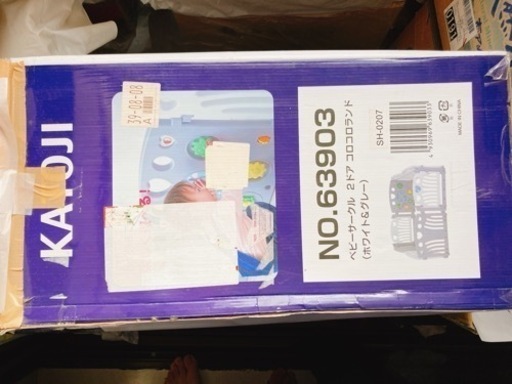 KATOJI
39-08-08
A
NO.63903
ベビーサークル 2ドア コロコロランド
(ホワイト&グレー)
SH-0207
MADE IN CHINA